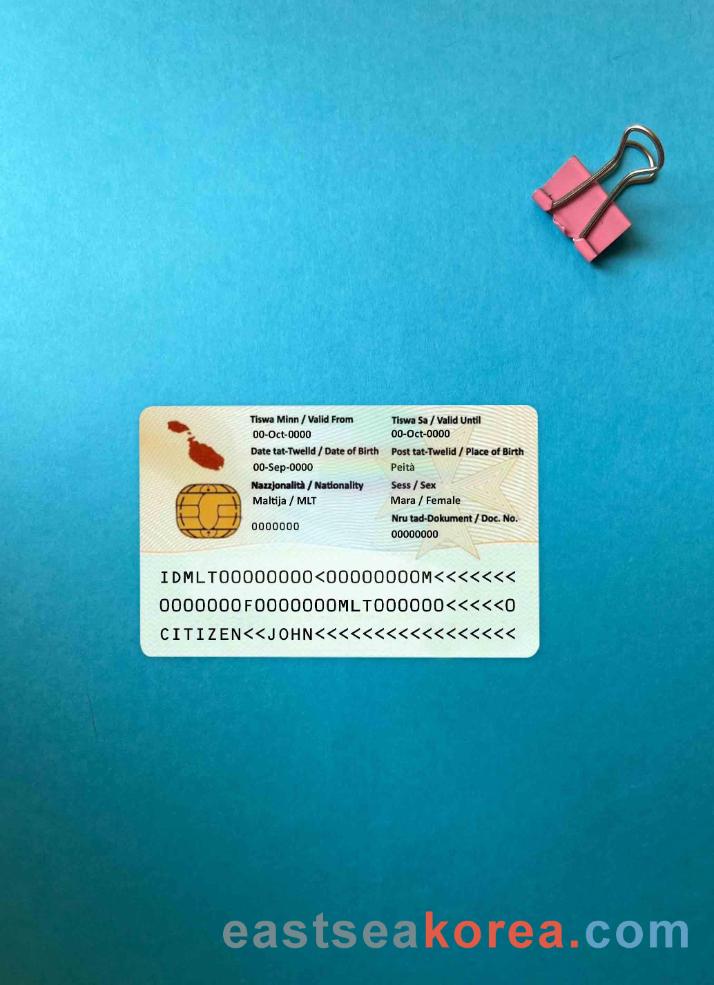 Tiswa Minn / Valid From
00-Oct-0000
Tiswa Sa / Valid Until
00-Oct-0000
Date tat-Twelld / Date of Birth
00-Sep-0000
Post tat-Twelid / Place of Birth
Peità
Nazzjonalità / Nationality
Maltija / MLT
Sess / Sex
Mara / Female
0000000
Nru tad-Dokument / Doc. No.
00000000
IDMLT00000000<00000000M<<<<<<<
0000000F0000000MLT000000<<<<<0
CITIZEN<<JOHN<<<<<<<<<<<<<<<<<
eastseakorea.com